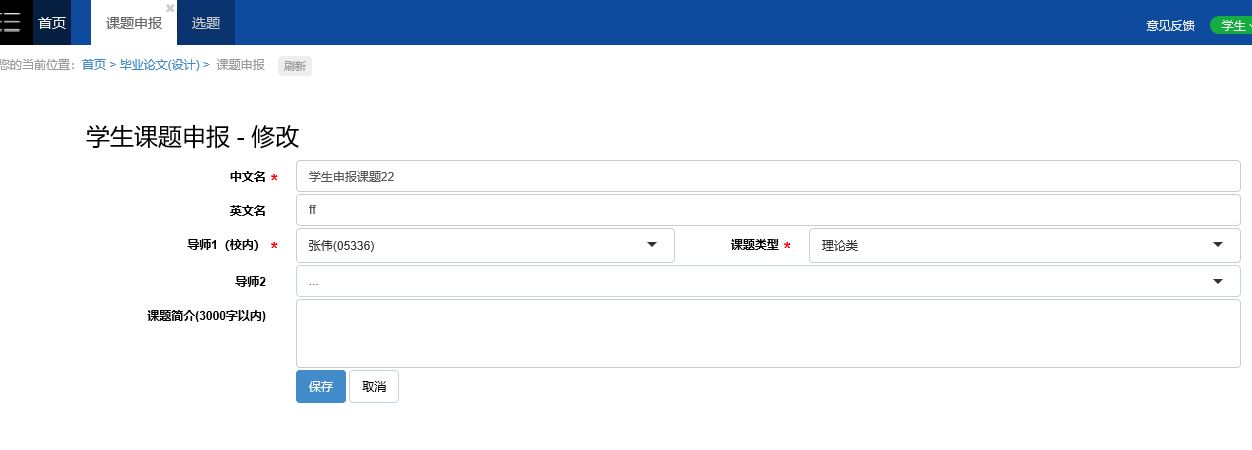 首页 课题申报 选题 意见反馈 学生
您的当前位置: 首页 > 毕业论文(设计) > 课题申报 刷新
学生课题申报 - 修改
中文名 * 学生申报课题22
英文名 ff
导师1（校内） * 张伟(05336) 课题类型 * 理论类
导师2 ...
课题简介(3000字以内)
保存 取消